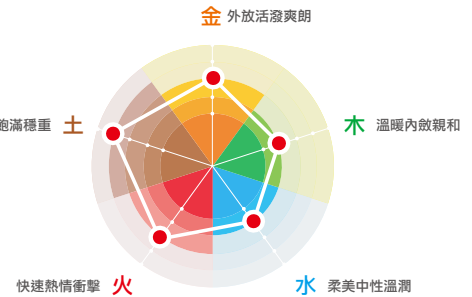 金 外放活潑爽朗
飽滿穩重 土
木 溫暖內斂親和
快速熱情衝擊 火
水 柔美中性溫潤